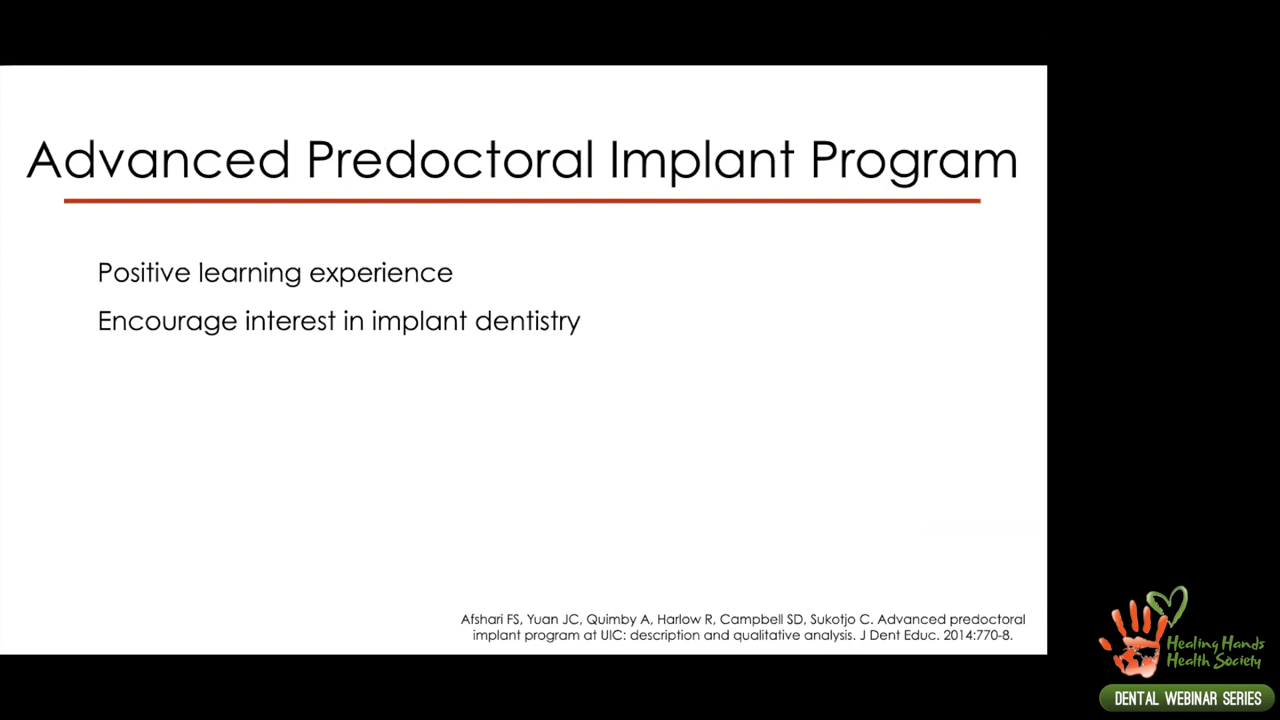 Advanced Predoctoral Implant Program
Positive learning experience
Encourage interest in implant dentistry
Afshari FS, Yuan JC, Quimby A, Harlow R, Campbell SD, Sukotjo C. Advanced predoctoral
implant program at UIC: description and qualitative analysis. J Dent Educ. 2014:770-8.
Healing Hands
Health Society
DENTAL WEBINAR SERIES